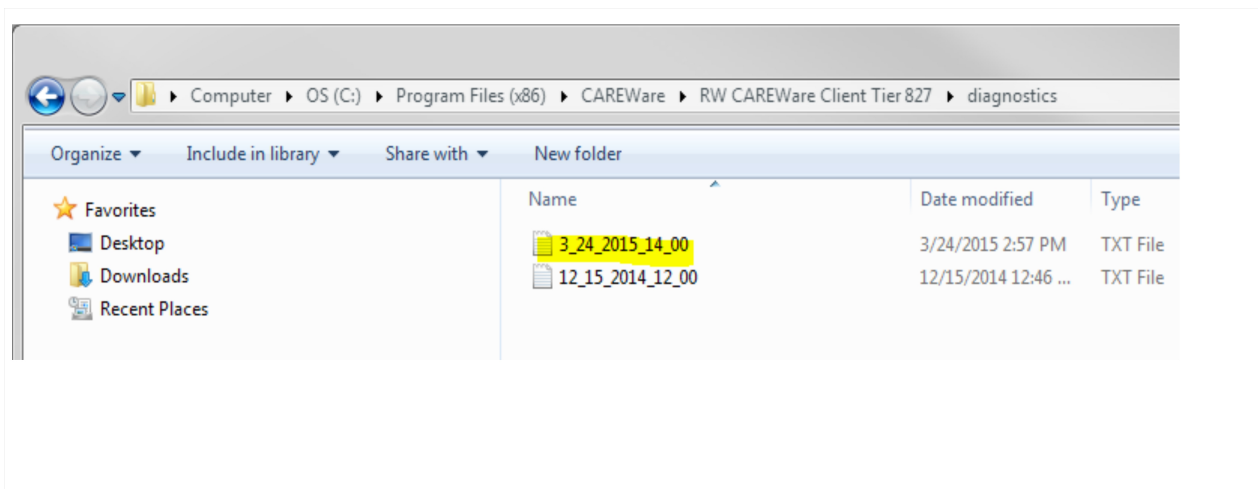 Computer OS (C:) Program Files (x86) CAREWare RW CAREWare Client Tier 827 diagnostics
Organize Include in library Share with New folder
Name Date modified Type
Favorites
Desktop
Downloads
Recent Places
3_24_2015_14_00 3/24/2015 2:57 PM TXT File
12_15_2014_12_00 12/15/2014 12:46 ... TXT File